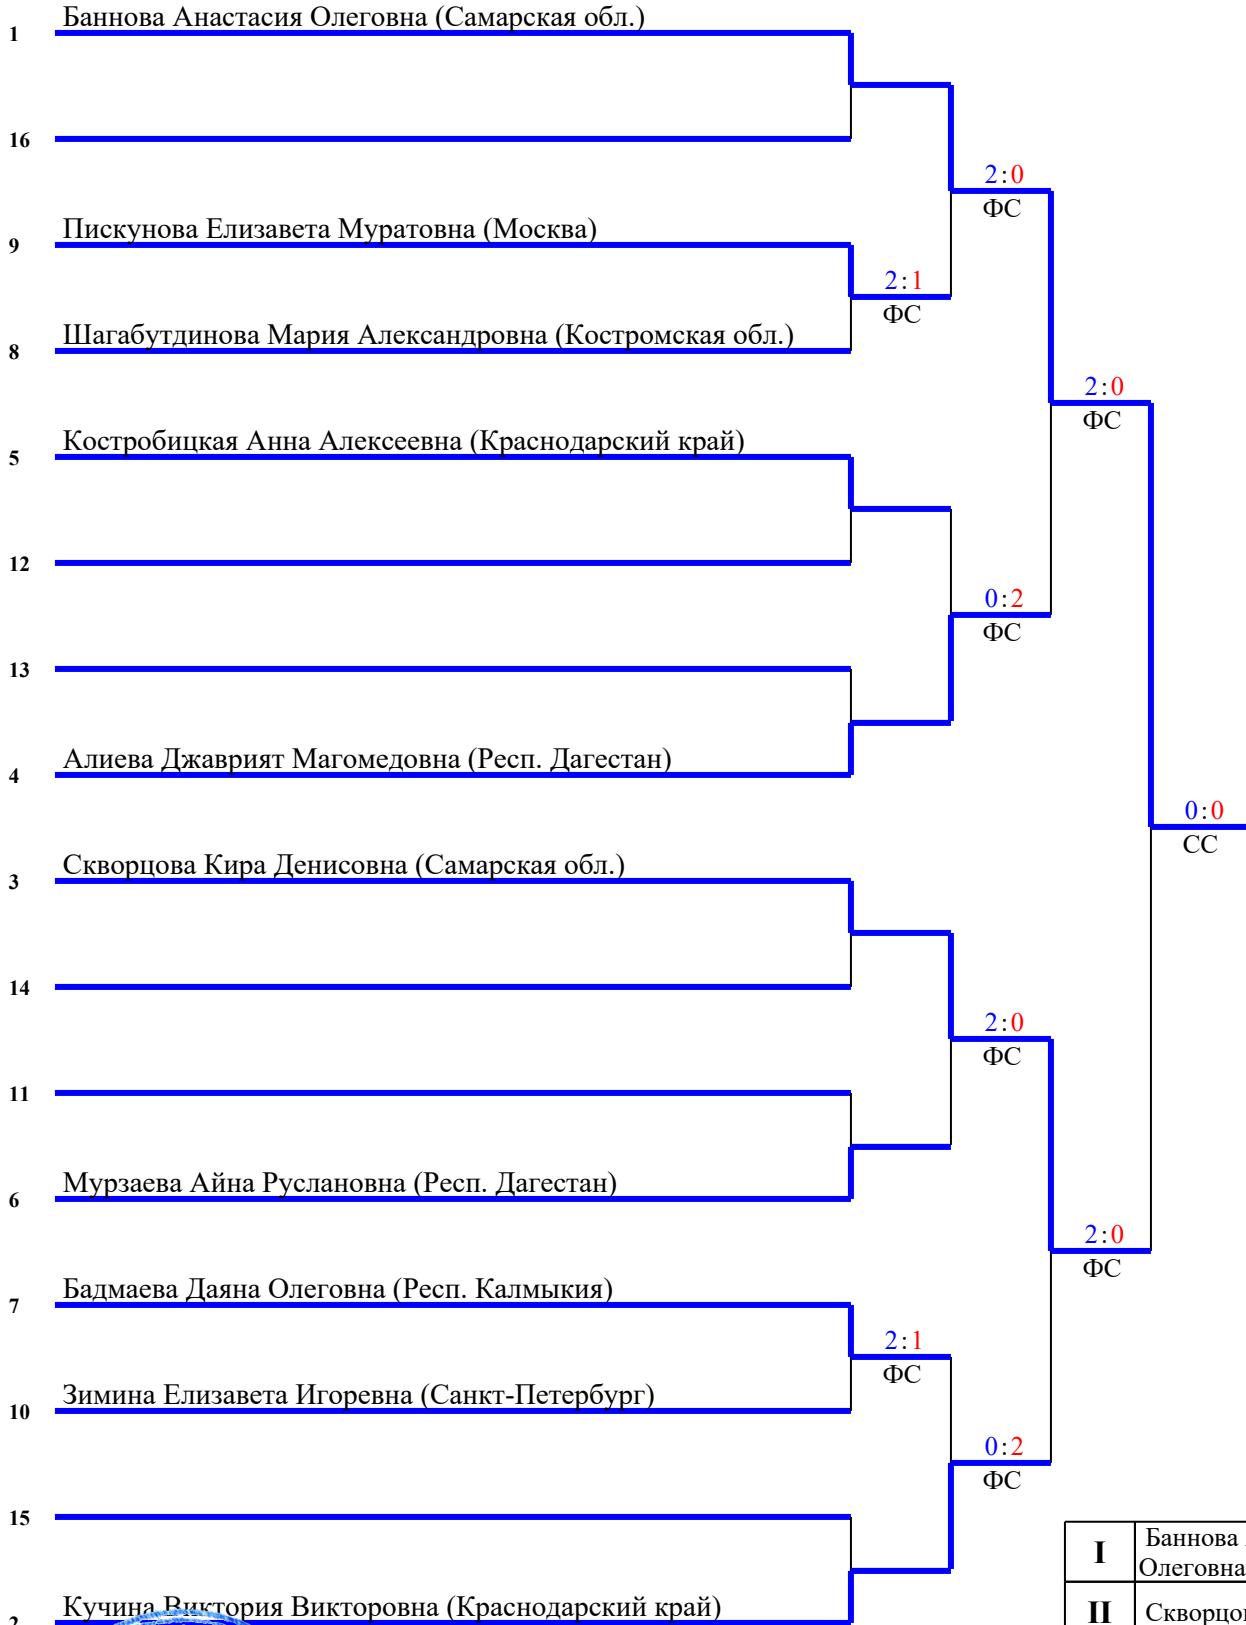 Баннова Анастасия Олеговна (Самарская обл.)
1
16
2:0
ФС
Пискунова Елизавета Муратовна (Москва)
9
2:1
ФС
Шагабутдинова Мария Александровна (Костромская обл.)
8
2:0
ФС
Костробицкая Анна Алексеевна (Краснодарский край)
5
12
0:2
ФС
13
Алиева Джаврият Магомедовна (Респ. Дагестан)
4
0:0
СС
Скворцова Кира Денисовна (Самарская обл.)
3
14
2:0
ФС
11
Мурзаева Айна Руслановна (Респ. Дагестан)
6
2:0
ФС
Бадмаева Даяна Олеговна (Респ. Калмыкия)
7
2:1
ФС
Зимина Елизавета Игоревна (Санкт-Петербург)
10
0:2
ФС
15
I Баннова
Олеговна
Кучина Виктория Викторовна (Краснодарский край)
2
II Скворцо